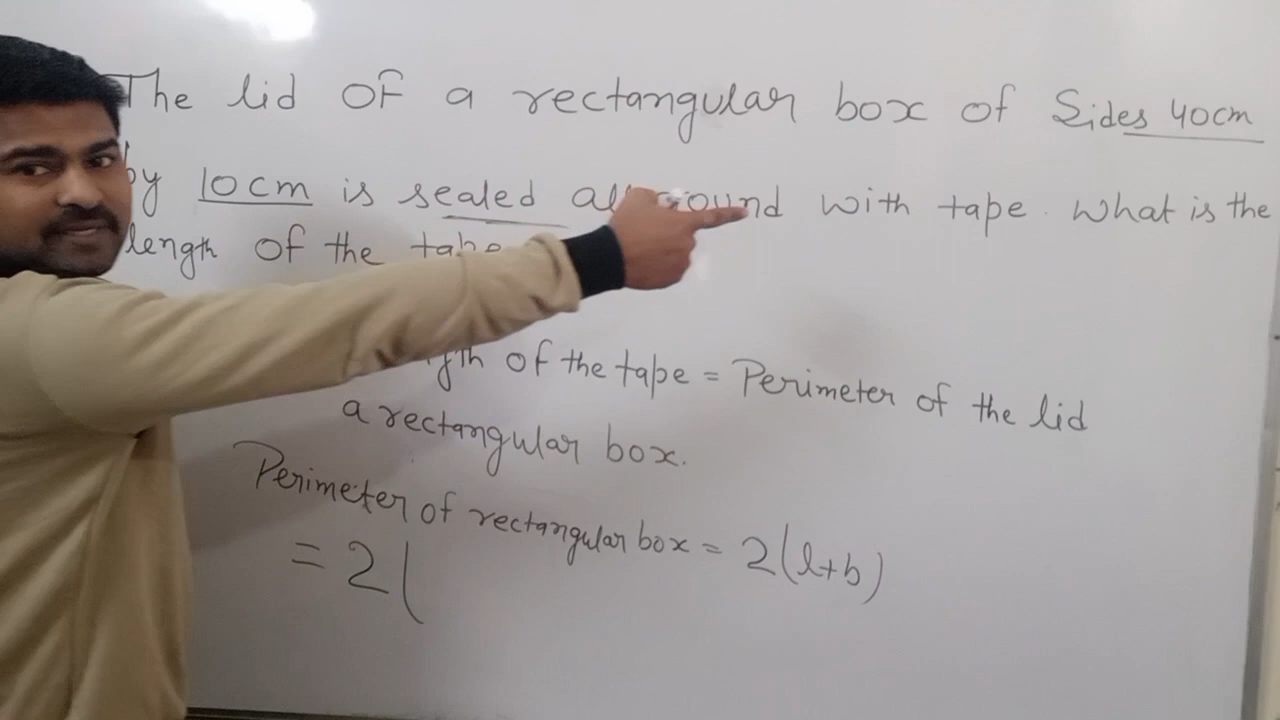 The lid OF a rectangular box of Sides 40cm
by 10cm is sealed all round with tape. What is the
length of the tape
of the tape = Perimeter of the lid
a rectangular box.
Perimeter of rectangular box = 2(l+b)
= 2(